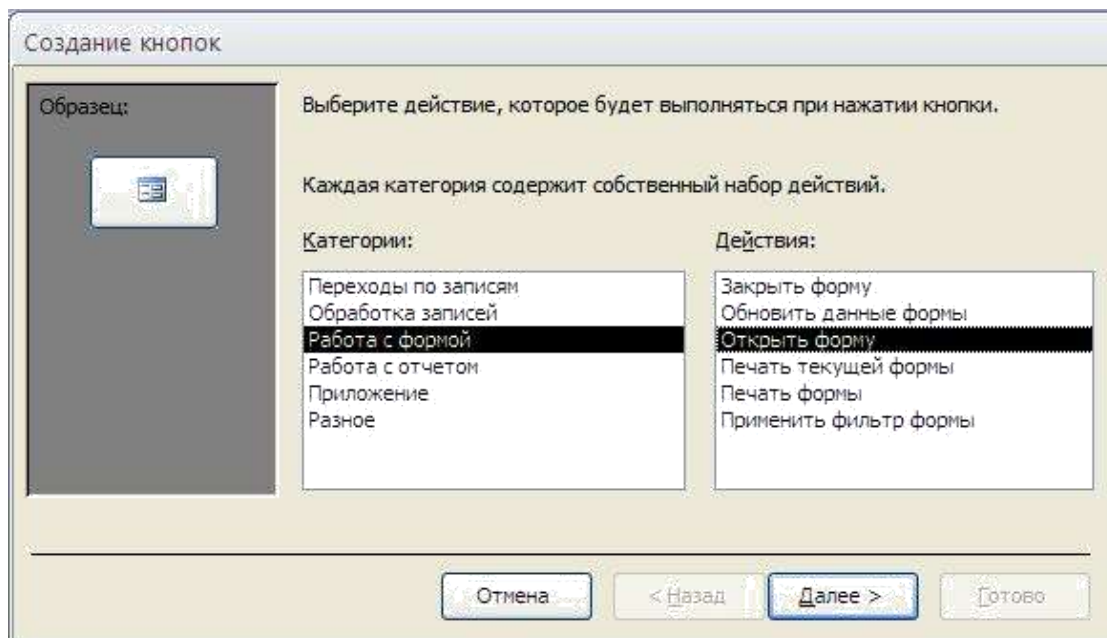 Создание кнопок
Образец:
Выберите действие, которое будет выполняться при нажатии кнопки.
Каждая категория содержит собственный набор действий.
Категории:
Переходы по записям
Обработка записей
Работа с формой
Работа с отчетом
Приложение
Разное
Действия:
Закрыть форму
Обновить данные формы
Открыть форму
Печать текущей формы
Печать формы
Применить фильтр формы
Отмена
< Назад
Далее >
Готово